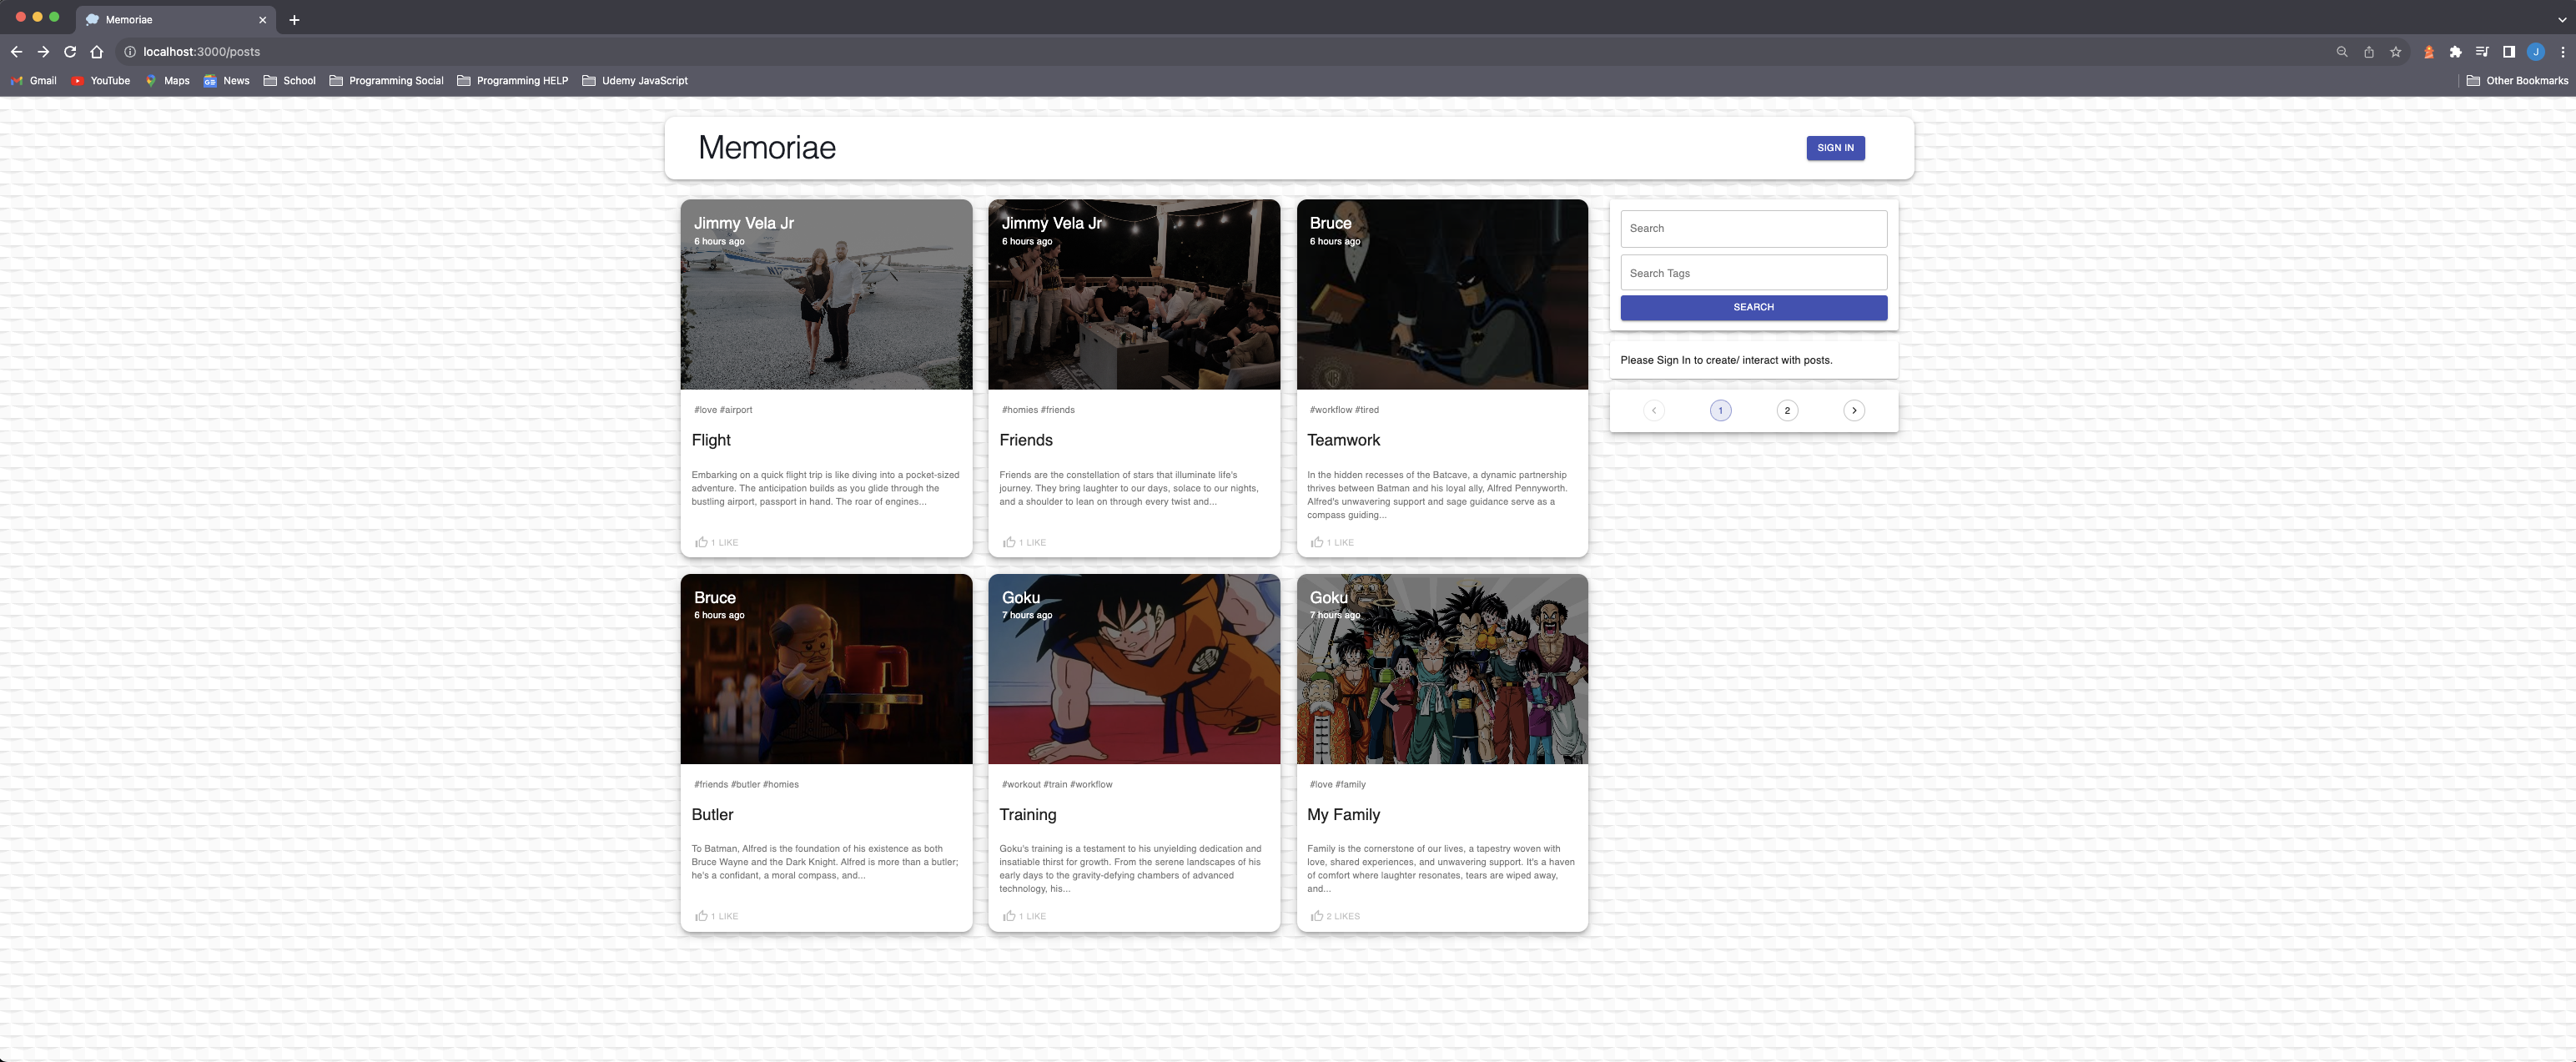 Memoriae
localhost:3000/posts
Gmail YouTube Maps News School Programming Social Programming HELP Udemy JavaScript Other Bookmarks
J
Memoriae
SIGN IN
Jimmy Vela Jr
6 hours ago
#love #airport
Flight
Embarking on a quick flight trip is like diving into a pocket-sized
adventure. The anticipation builds as you glide through the
bustling airport, passport in hand. The roar of engines...
1 LIKE
Jimmy Vela Jr
6 hours ago
#homies #friends
Friends
Friends are the constellation of stars that illuminate life's
journey. They bring laughter to our days, solace to our nights,
and a shoulder to lean on through every twist and...
1 LIKE
Bruce
6 hours ago
#workflow #tired
Teamwork
In the hidden recesses of the Batcave, a dynamic partnership
thrives between Batman and his loyal ally, Alfred Pennyworth.
Alfred's unwavering support and sage guidance serve as a
compass guiding...
1 LIKE
Bruce
6 hours ago
#friends #butler #homies
Butler
To Batman, Alfred is the foundation of his existence as both
Bruce Wayne and the Dark Knight. Alfred is more than a butler;
he's a confidant, a moral compass, and...
1 LIKE
Goku
7 hours ago
#workout #train #workflow
Training
Goku's training is a testament to his unyielding dedication and
insatiable thirst for growth. From the serene landscapes of his
early days to the gravity-defying chambers of advanced
technology, his...
1 LIKE
Goku
7 hours ago
#love #family
My Family
Family is the cornerstone of our lives, a tapestry woven with
love, shared experiences, and unwavering support. It's a haven
of comfort where laughter resonates, tears are wiped away,
and...
2 LIKES
Search
Search Tags
SEARCH
Please Sign In to create/ interact with posts.
1 2